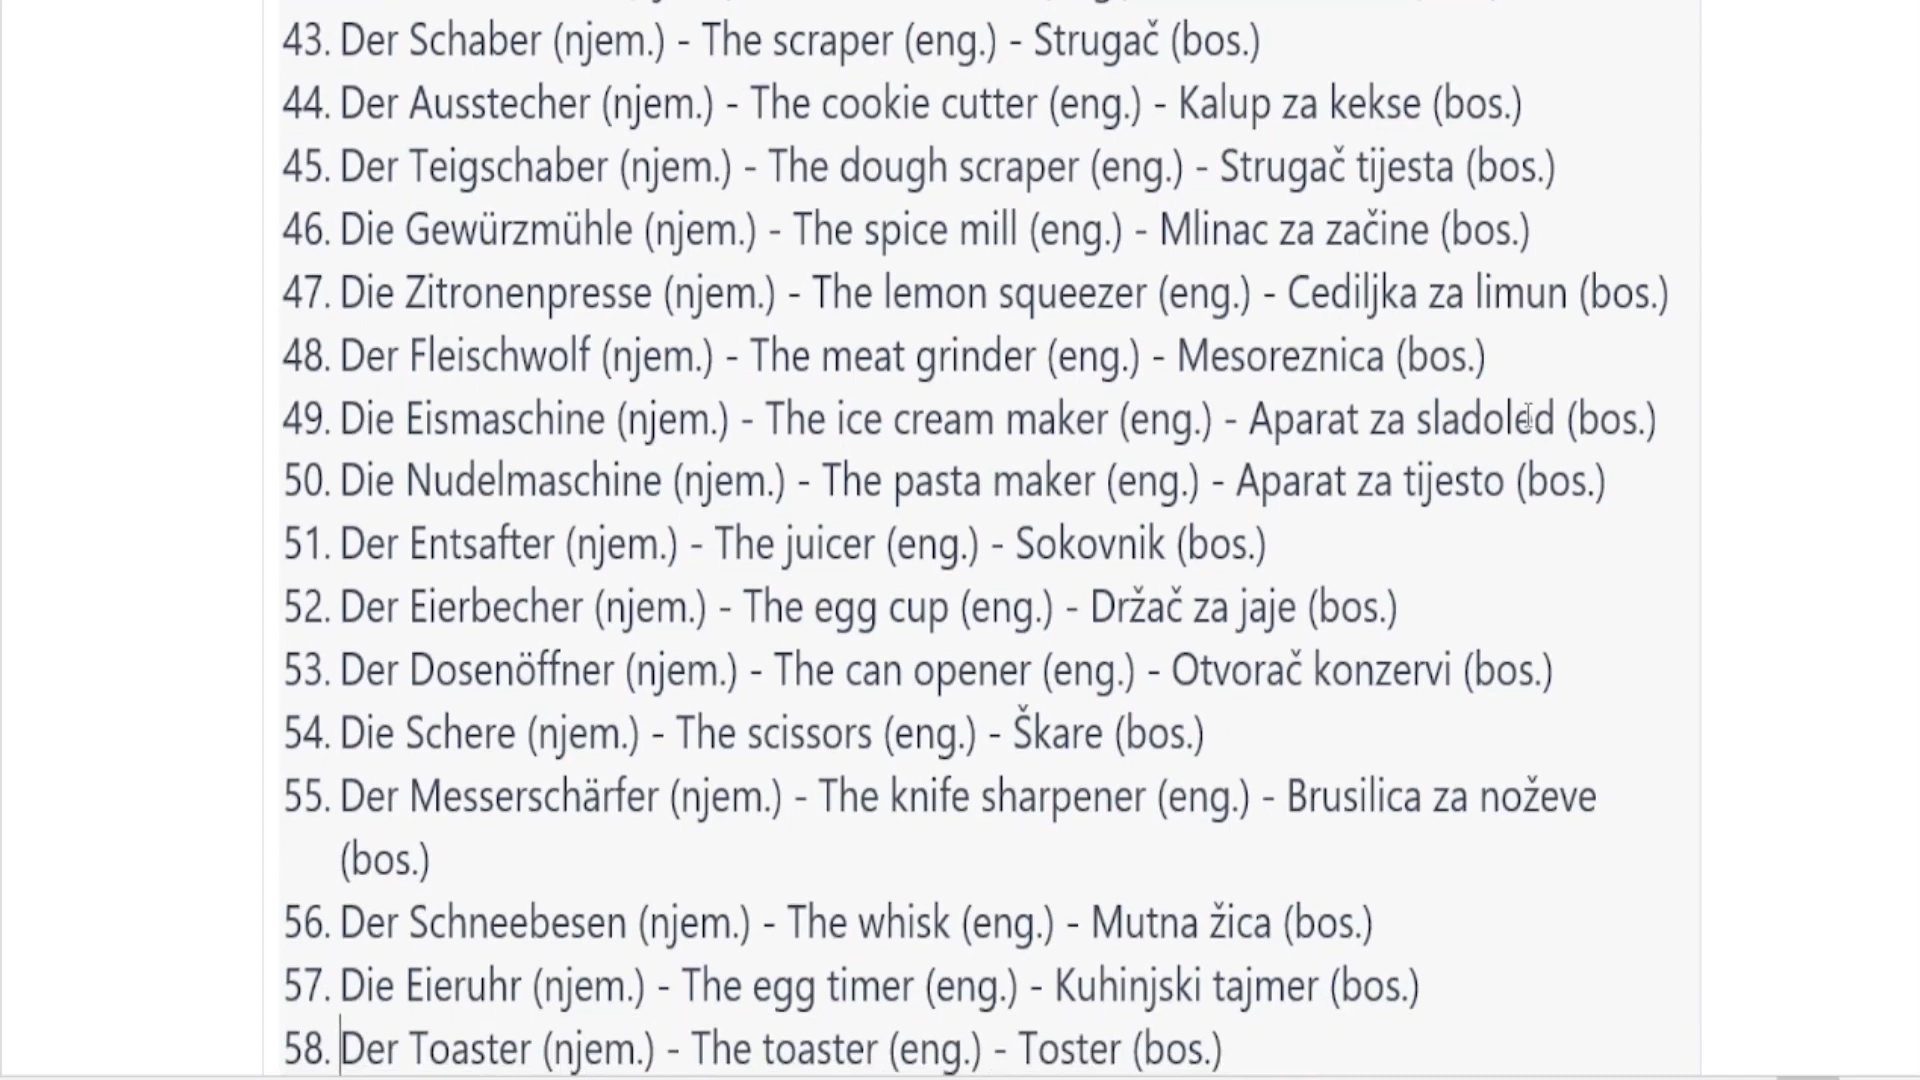 43. Der Schaber (njem.) - The scraper (eng.) - Strugač (bos.)
44. Der Ausstecher (njem.) - The cookie cutter (eng.) - Kalup za kekse (bos.)
45. Der Teigschaber (njem.) - The dough scraper (eng.) - Strugač tijesta (bos.)
46. Die Gewürzmühle (njem.) - The spice mill (eng.) - Mlinac za začine (bos.)
47. Die Zitronenpresse (njem.) - The lemon squeezer (eng.) - Cediljka za limun (bos.)
48. Der Fleischwolf (njem.) - The meat grinder (eng.) - Mesoreznica (bos.)
49. Die Eismaschine (njem.) - The ice cream maker (eng.) - Aparat za sladoled (bos.)
50. Die Nudelmaschine (njem.) - The pasta maker (eng.) - Aparat za tijesto (bos.)
51. Der Entsafter (njem.) - The juicer (eng.) - Sokovnik (bos.)
52. Der Eierbecher (njem.) - The egg cup (eng.) - Držač za jaje (bos.)
53. Der Dosenöffner (njem.) - The can opener (eng.) - Otvorač konzervi (bos.)
54. Die Schere (njem.) - The scissors (eng.) - Škare (bos.)
55. Der Messerschärfer (njem.) - The knife sharpener (eng.) - Brusilica za noževe
(bos.)
56. Der Schneebesen (njem.) - The whisk (eng.) - Mutna žica (bos.)
57. Die Eieruhr (njem.) - The egg timer (eng.) - Kuhinjski tajmer (bos.)
58. Der Toaster (njem.) - The toaster (eng.) - Toster (bos.)